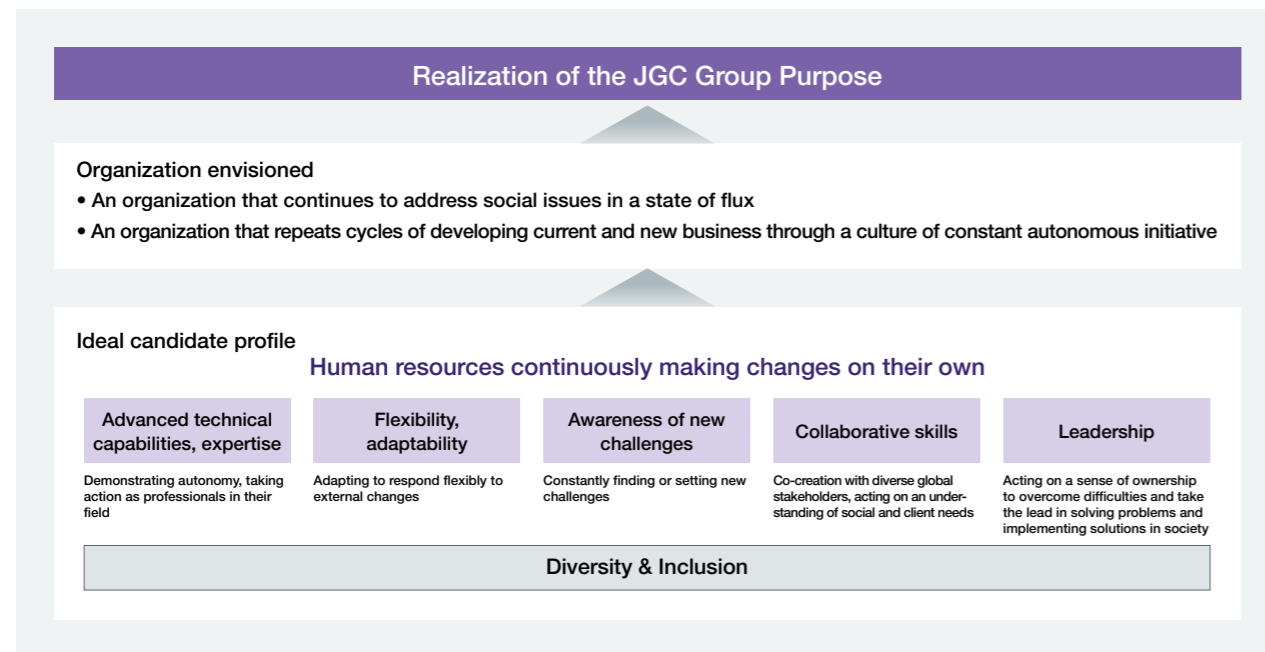 Realization of the JGC Group Purpose
Organization envisioned
• An organization that continues to address social issues in a state of flux
• An organization that repeats cycles of developing current and new business through a culture of constant autonomous initiative
Ideal candidate profile
Human resources continuously making changes on their own
Advanced technical
capabilities, expertise
Demonstrating autonomy, taking
action as professionals in their
field
Flexibility,
adaptability
Adapting to respond flexibly to
external changes
Awareness of new
challenges
Constantly finding or setting new
challenges
Collaborative skills
Co-creation with diverse global
stakeholders, acting on an under-
standing of social and client needs
Leadership
Acting on a sense of ownership
to overcome difficulties and take
the lead in solving problems and
implementing solutions in society
Diversity & Inclusion